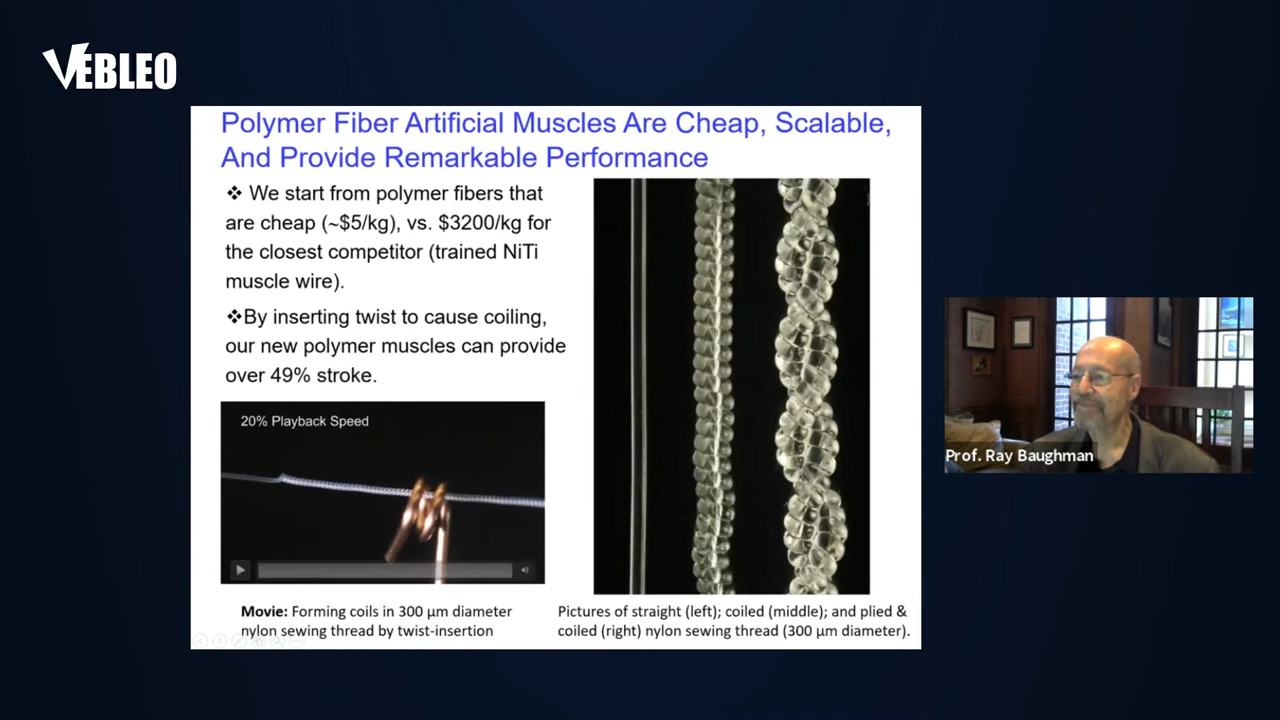 VEBLEO
Polymer Fiber Artificial Muscles Are Cheap, Scalable,
And Provide Remarkable Performance
❖ We start from polymer fibers that
are cheap (~$5/kg), vs. $3200/kg for
the closest competitor (trained NiTi
muscle wire).
❖By inserting twist to cause coiling,
our new polymer muscles can provide
over 49% stroke.
20% Playback Speed
Movie: Forming coils in 300 µm diameter
nylon sewing thread by twist-insertion
Pictures of straight (left); coiled (middle); and plied &
coiled (right) nylon sewing thread (300 µm diameter).
Prof. Ray Baughman